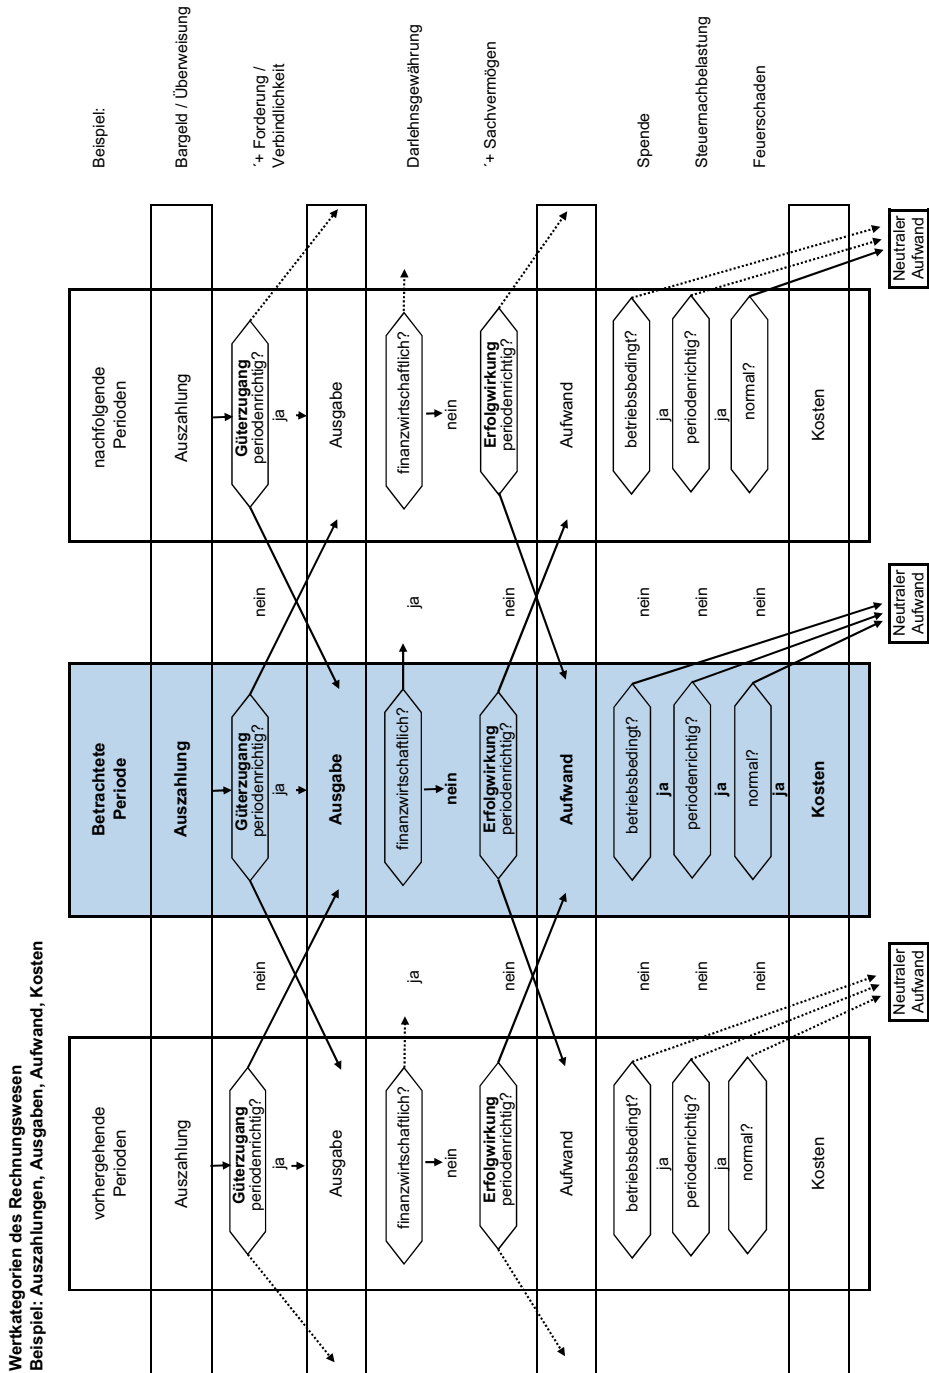 Wertkategorien des Rechnungswesen
Beispiel: Auszahlungen, Ausgaben, Aufwand, Kosten
vorhergehende
Perioden
Betrachtete
Periode
nachfolgende
Perioden
Beispiel:
Auszahlung
Auszahlung
Auszahlung
Bargeld / Überweisung
Güterzugang
periodenrichtig?
nein
Güterzugang
periodenrichtig?
nein
Güterzugang
periodenrichtig?
´+ Forderung /
Verbindlichkeit
ja
ja
ja
Ausgabe
Ausgabe
Ausgabe
finanzwirtschaftlich?
ja
finanzwirtschaftlich?
ja
finanzwirtschaftlich?
Darlehnsgewährung
nein
nein
nein
Erfolgwirkung
periodenrichtig?
nein
Erfolgwirkung
periodenrichtig?
nein
Erfolgwirkung
periodenrichtig?
´+ Sachvermögen
Aufwand
Aufwand
Aufwand
betriebsbedingt?
nein
betriebsbedingt?
nein
betriebsbedingt?
Spende
ja
ja
ja
periodenrichtig?
nein
periodenrichtig?
nein
periodenrichtig?
Steuernachbelastung
ja
ja
ja
normal?
nein
normal?
nein
normal?
Feuerschaden
ja
Kosten
Kosten
Kosten
Neutraler
Aufwand
Neutraler
Aufwand
Neutraler
Aufwand